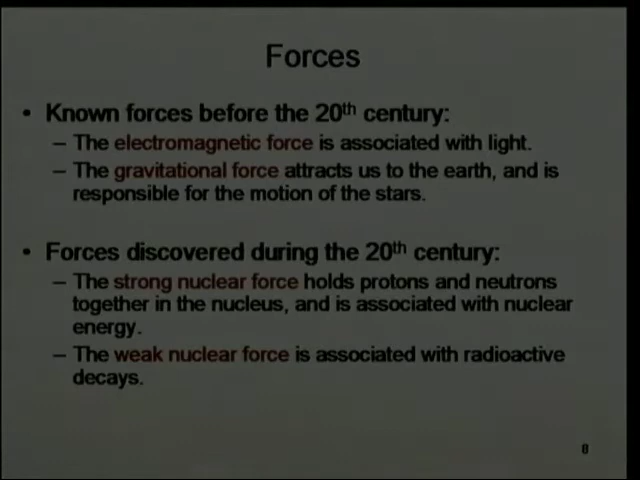 Forces
• Known forces before the 20th century:
– The electromagnetic force is associated with light.
– The gravitational force attracts us to the earth, and is
responsible for the motion of the stars.
• Forces discovered during the 20th century:
– The strong nuclear force holds protons and neutrons
together in the nucleus, and is associated with nuclear
energy.
– The weak nuclear force is associated with radioactive
decays.